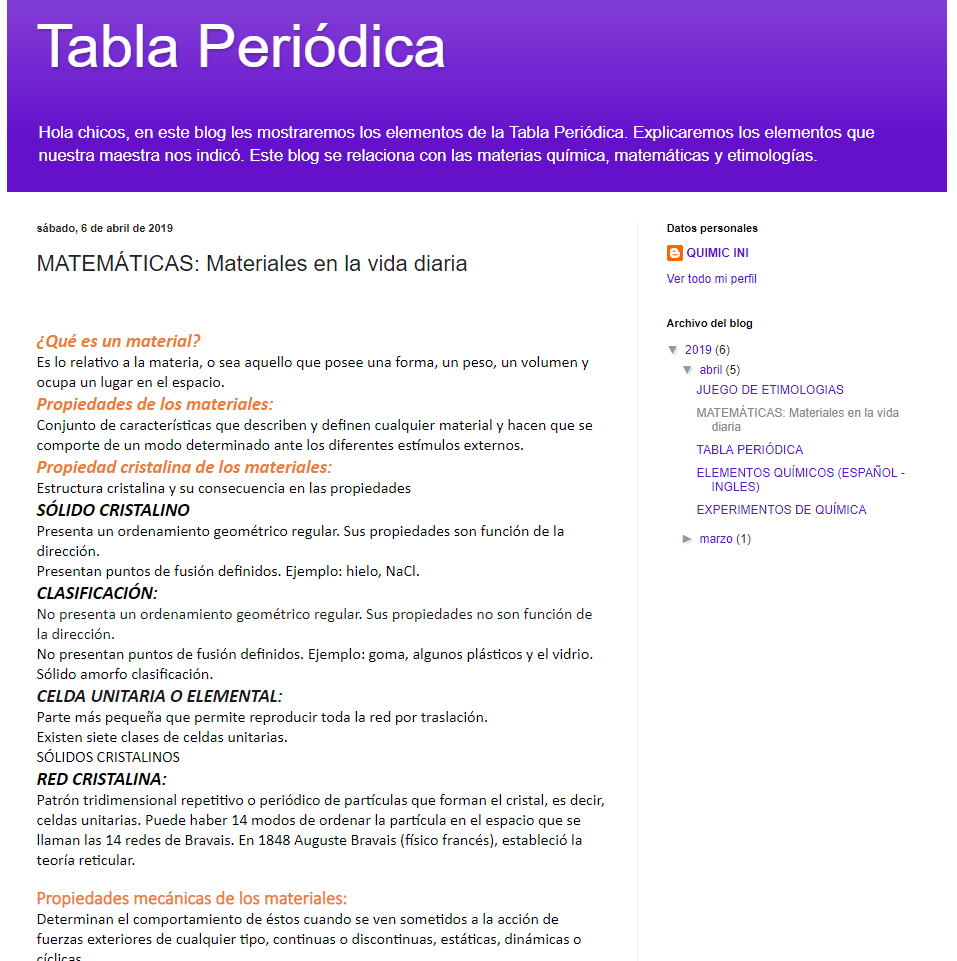 Tabla Periódica
Hola chicos, en este blog les mostraremos los elementos de la Tabla Periódica. Explicaremos los elementos que
nuestra maestra nos indicó. Este blog se relaciona con las materias química, matemáticas y etimologías.
sábado, 6 de abril de 2019
MATEMÁTICAS: Materiales en la vida diaria
¿Qué es un material?
Es lo relativo a la materia, o sea aquello que posee una forma, un peso, un volumen y
ocupa un lugar en el espacio.
Propiedades de los materiales:
Conjunto de características que describen y definen cualquier material y hacen que se
comporte de un modo determinado ante los diferentes estímulos externos.
Propiedad cristalina de los materiales:
Estructura cristalina y su consecuencia en las propiedades
SÓLIDO CRISTALINO
Presenta un ordenamiento geométrico regular. Sus propiedades son función de la
dirección.
Presentan puntos de fusión definidos. Ejemplo: hielo, NaCl.
CLASIFICACIÓN:
No presenta un ordenamiento geométrico regular. Sus propiedades no son función de
la dirección.
No presentan puntos de fusión definidos. Ejemplo: goma, algunos plásticos y el vidrio.
Sólido amorfo clasificación.
CELDA UNITARIA O ELEMENTAL:
Parte más pequeña que permite reproducir toda la red por traslación.
Existen siete clases de celdas unitarias.
SÓLIDOS CRISTALINOS
RED CRISTALINA:
Patrón tridimensional repetitivo o periódico de partículas que forman el cristal, es decir,
celdas unitarias. Puede haber 14 modos de ordenar la partícula en el espacio que se
llaman las 14 redes de Bravais. En 1848 Auguste Bravais (físico francés), estableció la
teoría reticular.
Propiedades mecánicas de los materiales:
Determinan el comportamiento de éstos cuando se ven sometidos a la acción de
fuerzas exteriores de cualquier tipo, continuas o discontinuas, estáticas, dinámicas o
cíclicas
Datos personales
QUIMIC INI
Ver todo mi perfil
Archivo del blog
▼ 2019 (6)
▼ abril (5)
JUEGO DE ETIMOLOGIAS
MATEMÁTICAS: Materiales en la vida
diaria
TABLA PERIÓDICA
ELEMENTOS QUÍMICOS (ESPAÑOL -
INGLES)
EXPERIMENTOS DE QUÍMICA
► marzo (1)